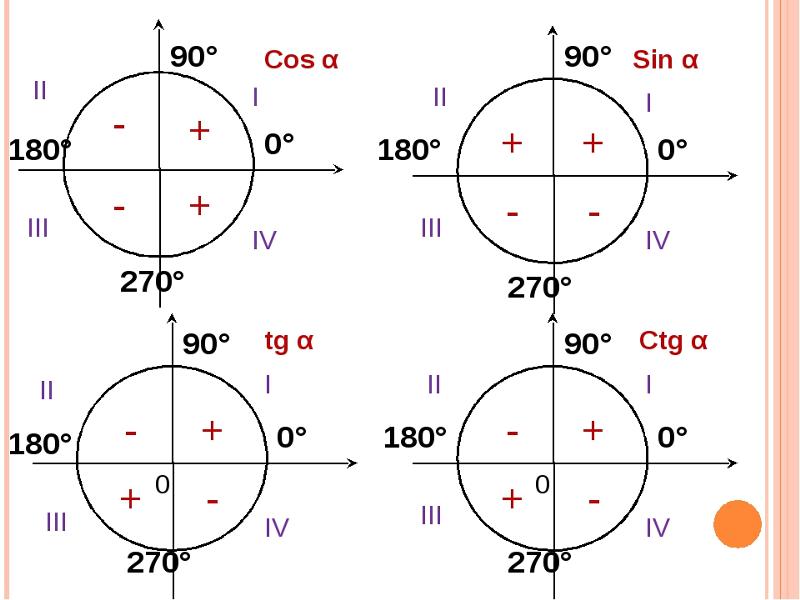 90° Cos α
II
I
- +
180° 0°
- +
III
IV
270°
90° Sin α
II
I
+ +
180° 0°
- -
III
IV
270°
90° tg α
II
I
- +
180° 0°
0
+ -
III
IV
270°
90° Ctg α
II
I
- +
180° 0°
0
+ -
III
IV
270°